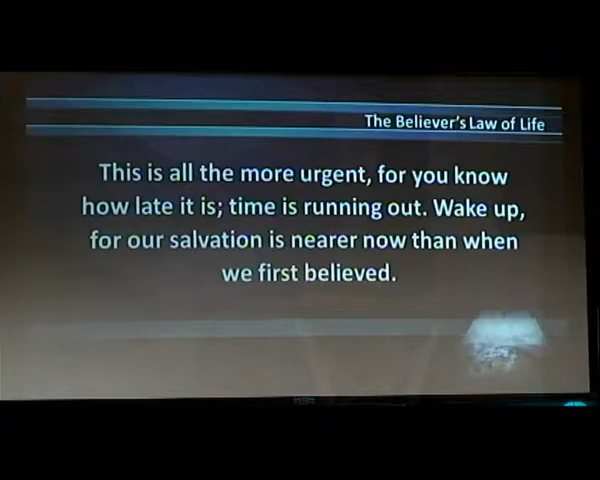 The Believer's Law of Life
This is all the more urgent, for you know
how late it is; time is running out. Wake up,
for our salvation is nearer now than when
we first believed.